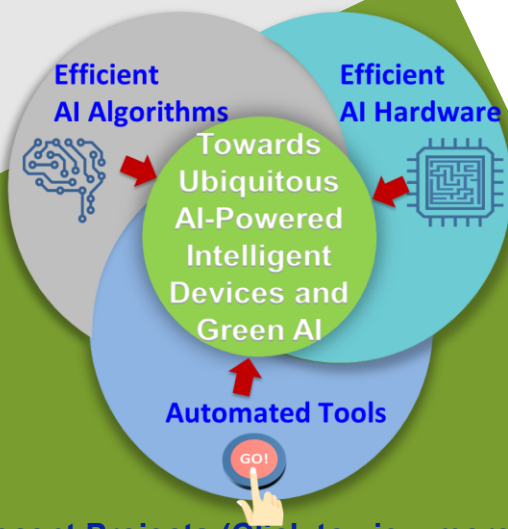 Efficient
AI Algorithms
Efficient
AI Hardware
Towards
Ubiquitous
AI-Powered
Intelligent
Devices and
Green AI
Automated Tools
GO!